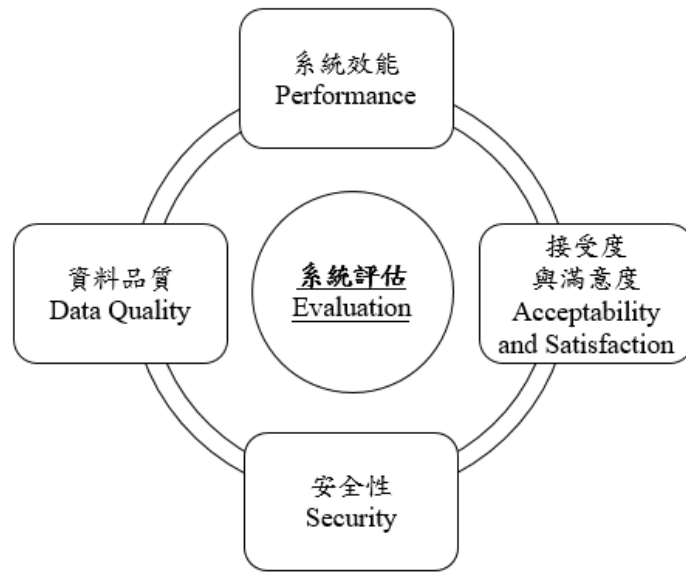 系統效能
Performance
資料品質
Data Quality
系統評估
Evaluation
接受度
與滿意度
Acceptability
and Satisfaction
安全性
Security